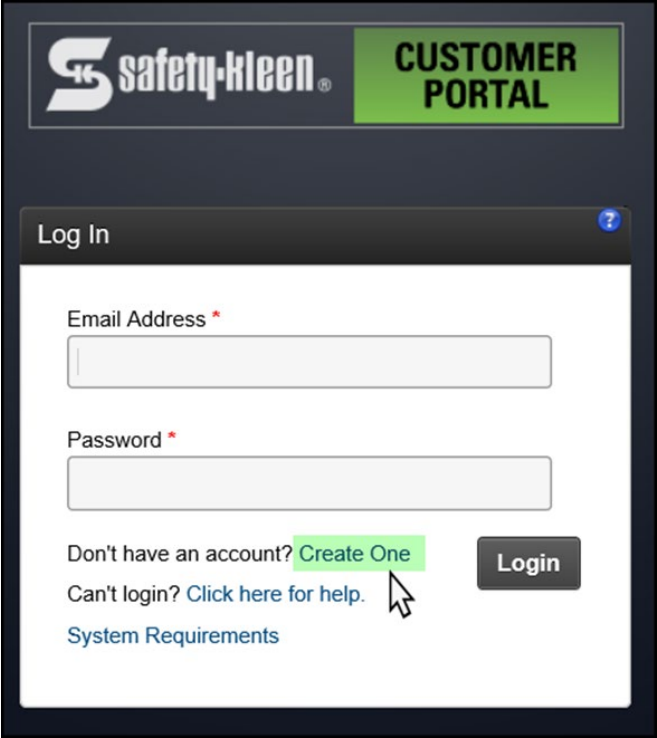 safety-kleen®
CUSTOMER
PORTAL
Log In
?
Email Address *
Password *
Don't have an account? Create One
Login
Can't login? Click here for help.
System Requirements